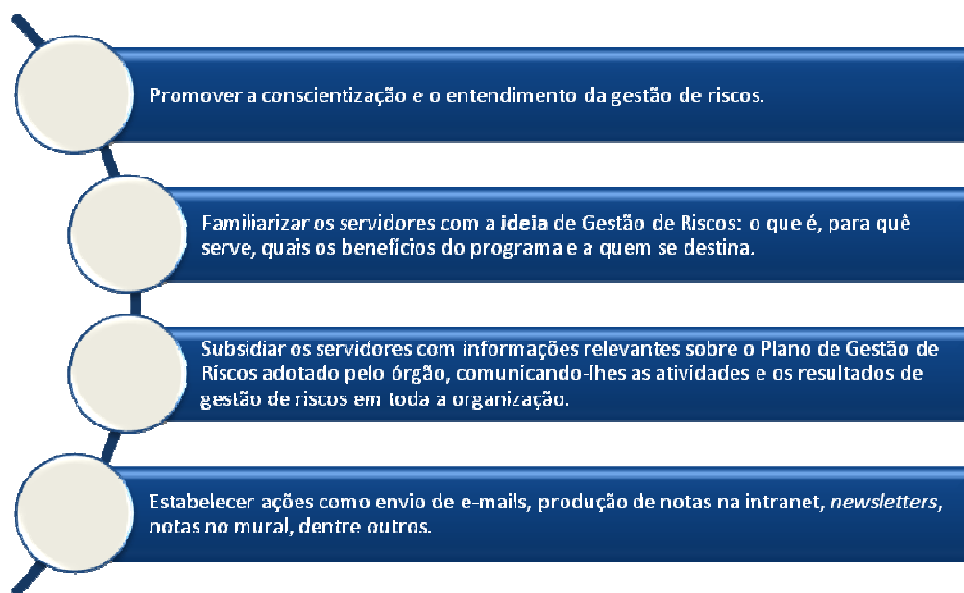 Promover a conscientização e o entendimento da gestão de riscos.
Familiarizar os servidores com a ideia de Gestão de Riscos: o que é, para quê
serve, quais os benefícios do programa e a quem se destina.
Subsidiar os servidores com informações relevantes sobre o Plano de Gestão de
Riscos adotado pelo órgão, comunicando-lhes as atividades e os resultados de
gestão de riscos em toda a organização.
Estabelecer ações como envio de e-mails, produção de notas na intranet, newsletters,
notas no mural, dentre outros.